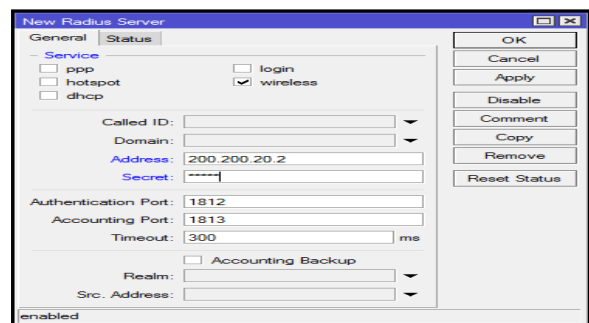 New Radius Server
General Status
OK
Service
Cancel
ppp login
hotspot wireless
Apply
dhcp
Disable
Called ID:
Comment
Domain:
Copy
Address: 200.200.20.2
Remove
Secret: *****
Reset Status
Authentication Port: 1812
Accounting Port: 1813
Timeout: 300 ms
Accounting Backup
Realm:
Src. Address:
enabled